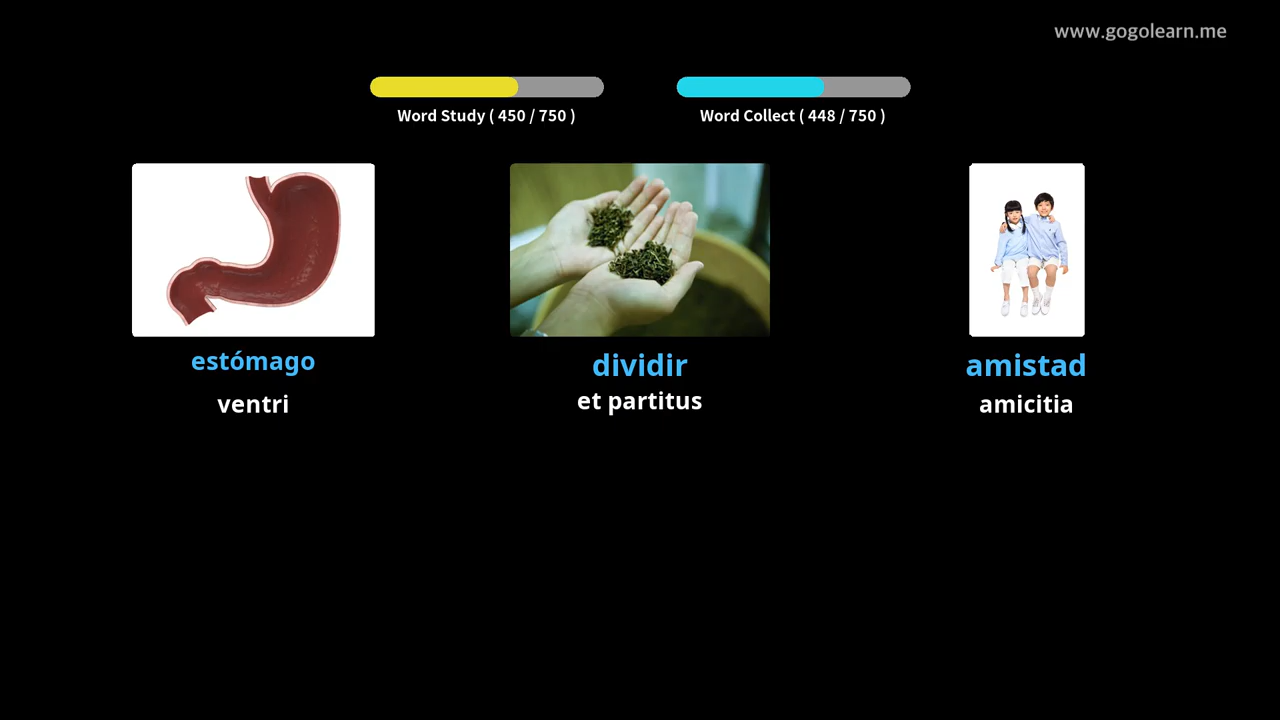 www.gogolearn.me
Word Study ( 450 / 750 )
Word Collect ( 448 / 750 )
estómago
ventri
dividir
et partitus
amistad
amicitia